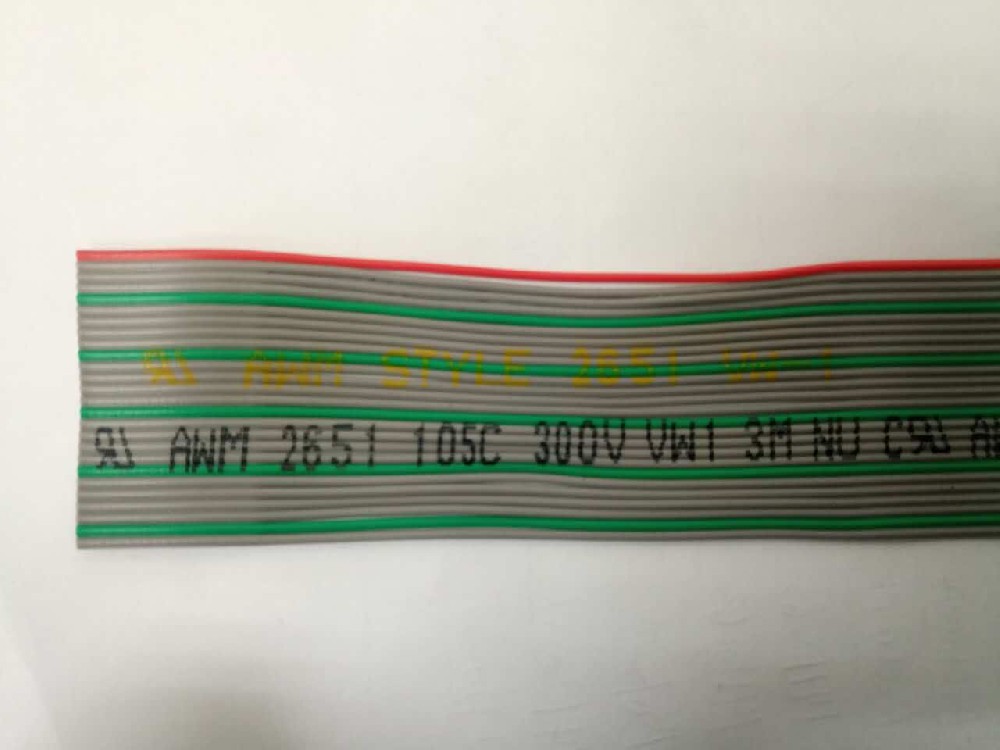 AWM STYLE 2651 VW-1
AWM 2651 105C 300V VW1 3M NU C